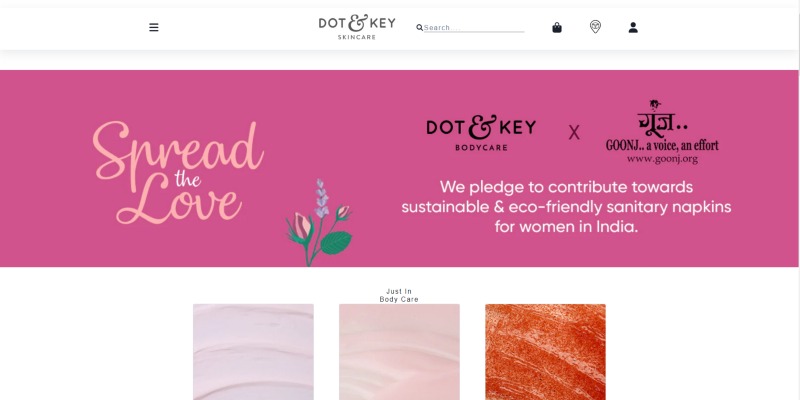 DOT & KEY
SKINCARE
Search ...
Spread
the
Love
DOT & KEY
BODYCARE
X
गूंज..
GOONJ.. a voice, an effort
www.goonj.org
We pledge to contribute towards
sustainable & eco-friendly sanitary napkins
for women in India.
Just In
Body Care